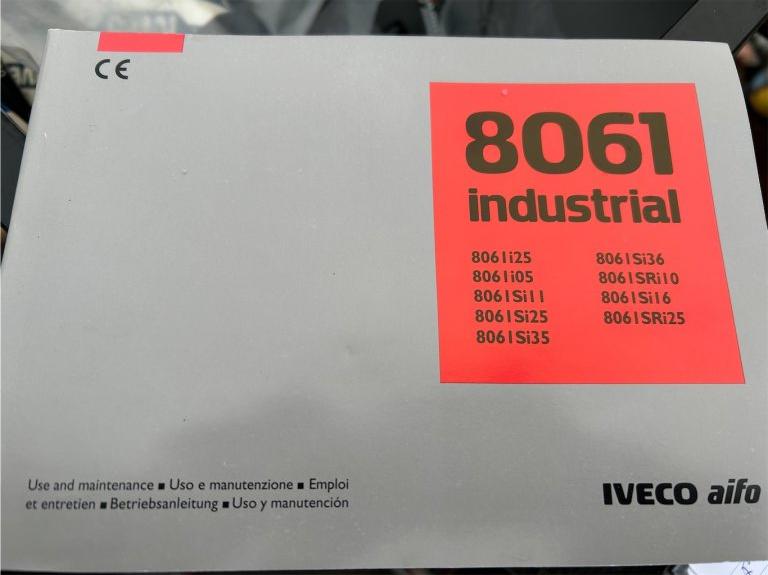 CE
8061
industrial
8061i25
8061i05
8061Si11
8061Si25
8061Si35
8061Si36
8061SRi10
8061Si16
8061SRi25
Use and maintenance ■ Uso e manutenzione ■ Emploi
et entretien ■ Betriebsanleitung ■ Uso y manutención
IVECO aifo